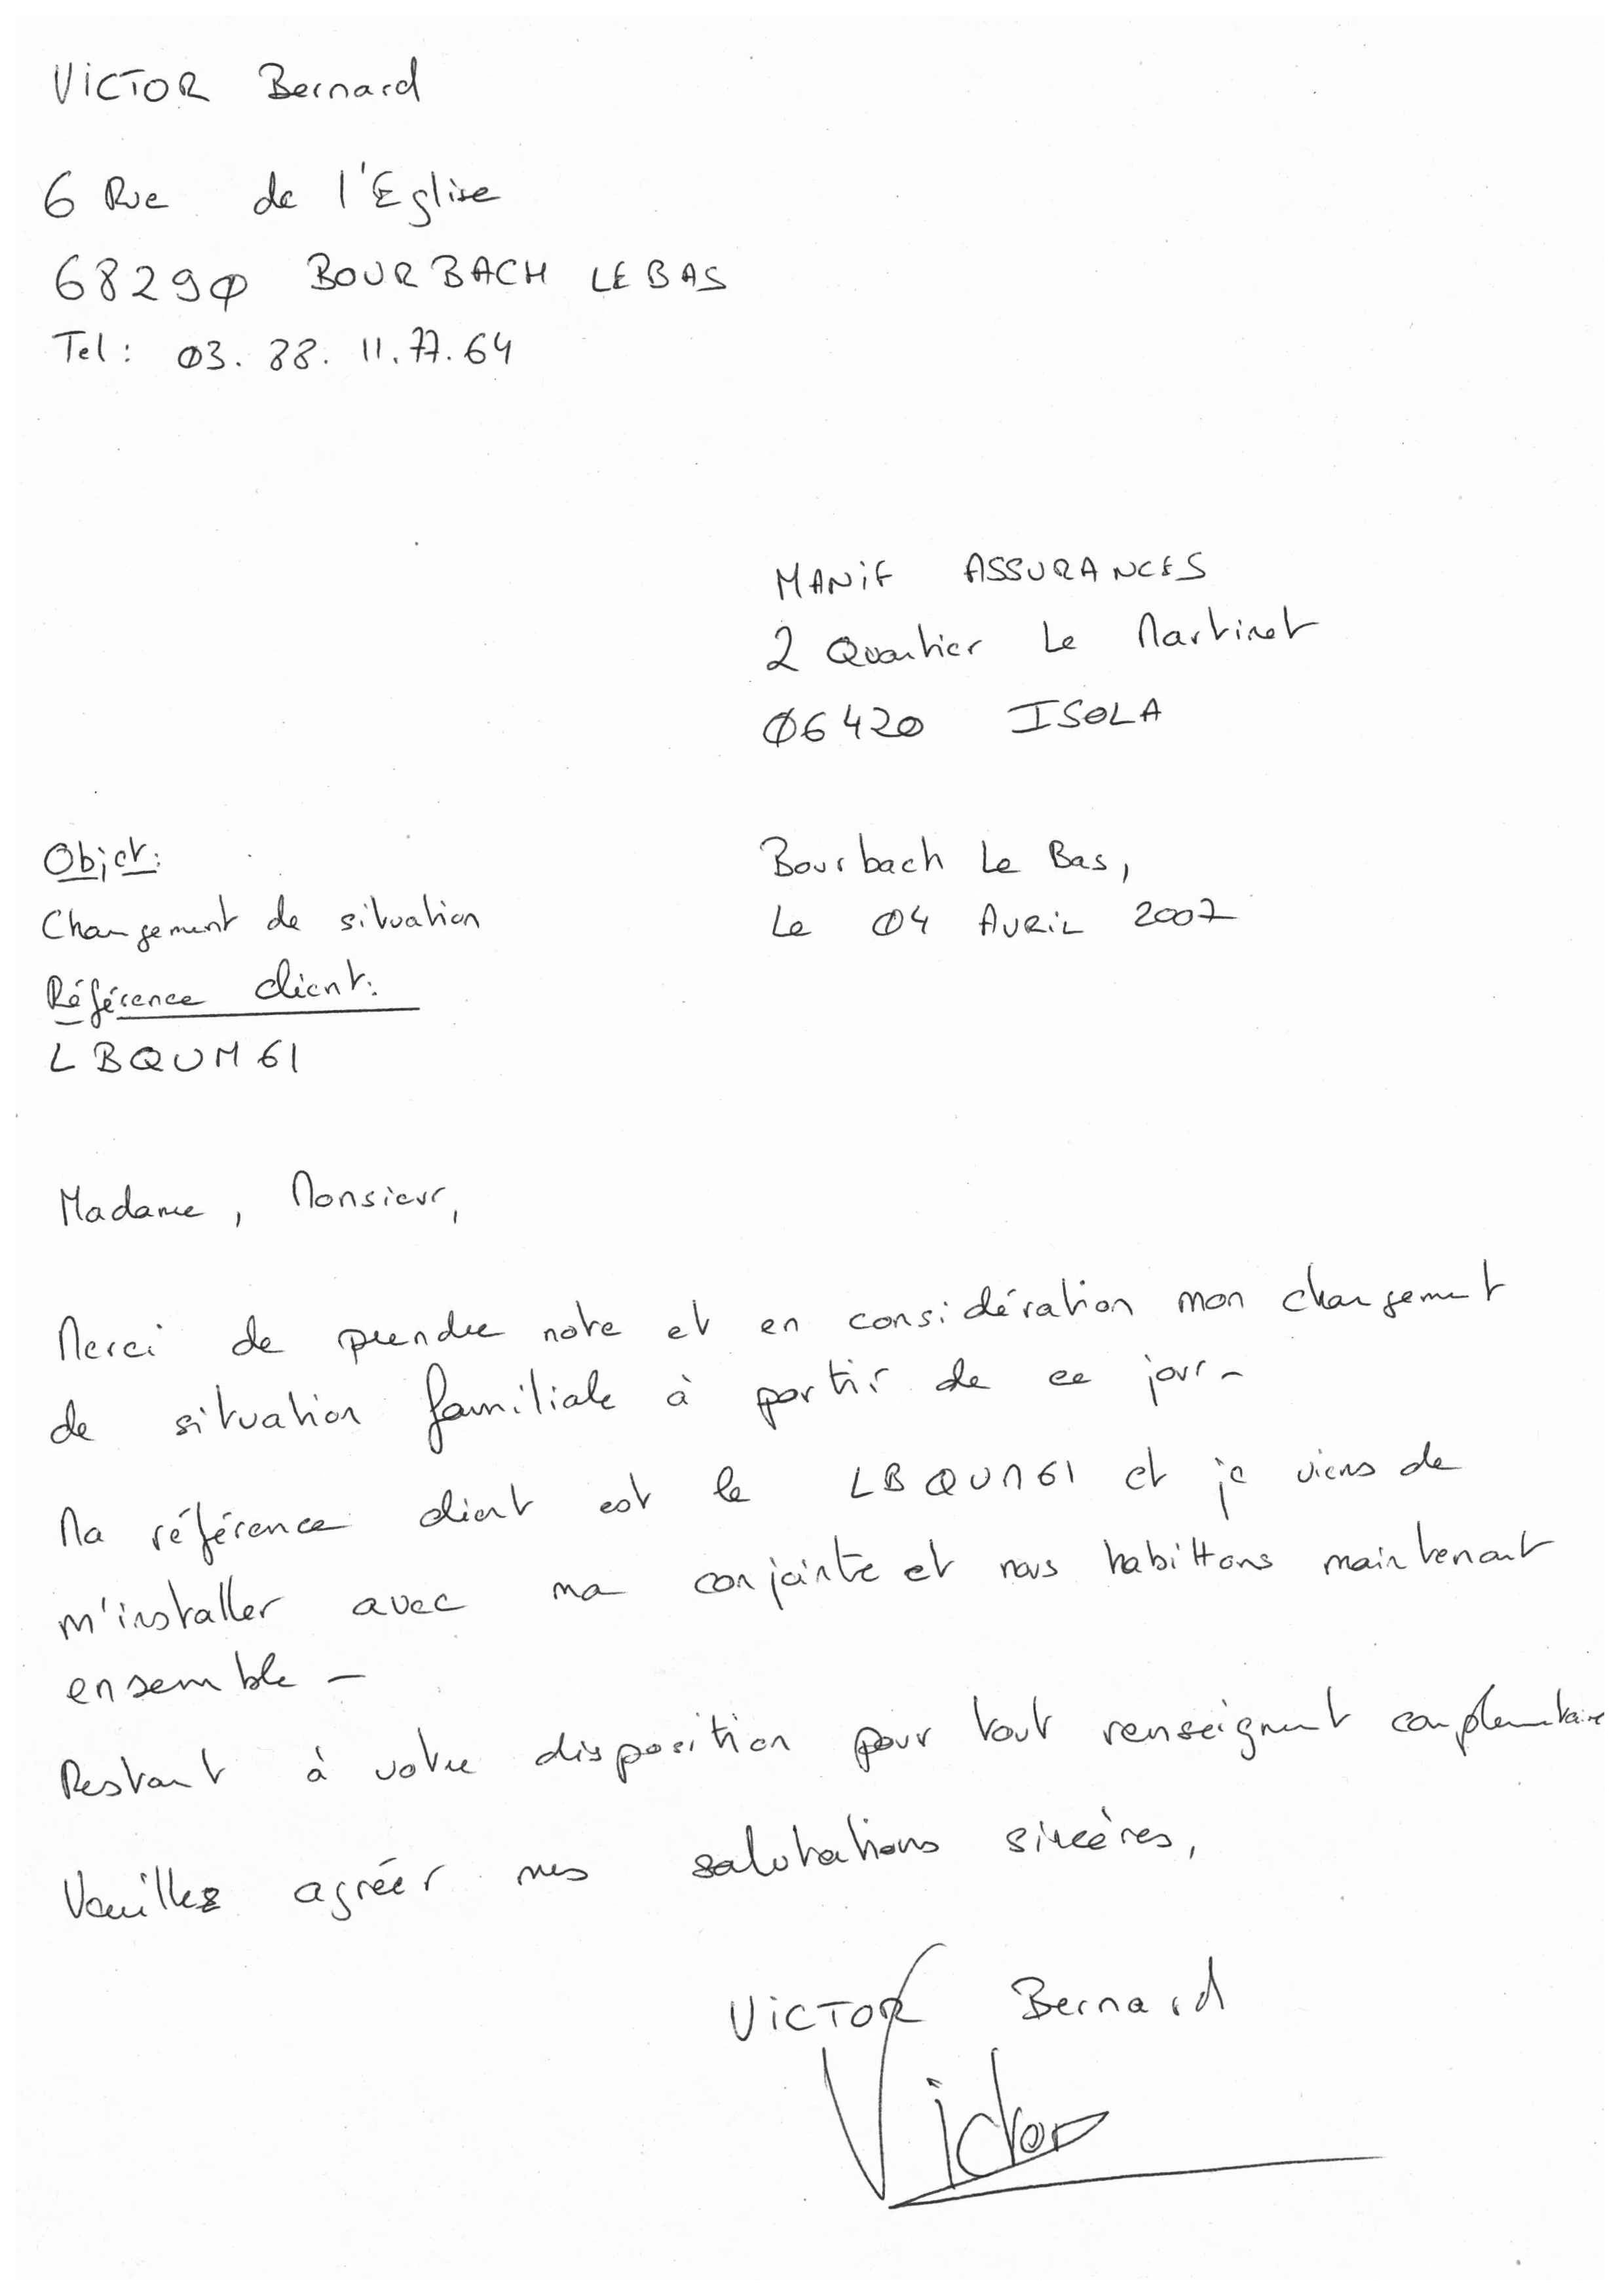 VICTOR Bernard
6 Rue de l'Eglise
68290 BOURBACH LE BAS
Tel : 03. 88. 11. 77. 64
MANIF ASSURANCES
2 Quartier Le Martinet
06420 ISOLA
Objet:
Changement de situation
Référence client:
LBQUM61
Bourbach Le Bas,
Le 04 AVRIL 2007
Madame, Monsieur,
Merci de prendre note et en considération mon changement
de situation familiale à partir de ce jour -
Ma référence client est le LBQUM61 et je viens de
m'installer avec ma conjointe et nous habittons maintenant
ensemble -
Restant à votre disposition pour tout renseignent complementaire
Veuillez agréer mes salutations sincères,
VICTOR Bernard
Victor